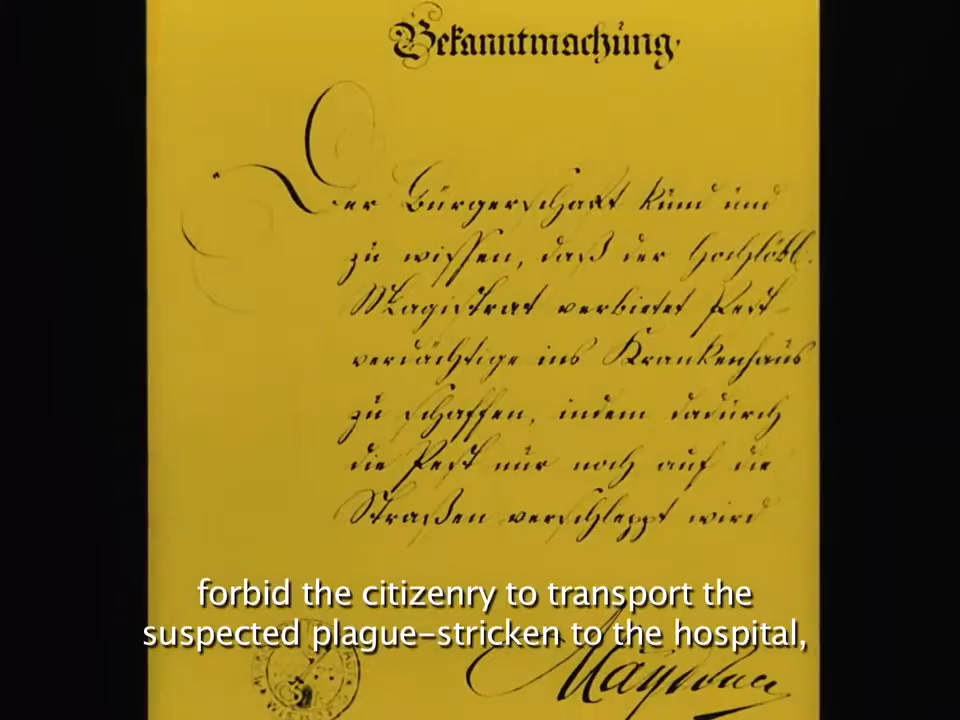 Bekanntmachung.
Der Bürgerschaft kund und
zu wissen, daß der Hochlöbl.
Magistrat verbietet Pest-
verdächtige ins Krankenhaus
zu schaffen, indem dadurch
die Pest nur noch auf die
Straßen verschleppt wird
forbid the citizenry to transport the
suspected plague-stricken to the hospital,